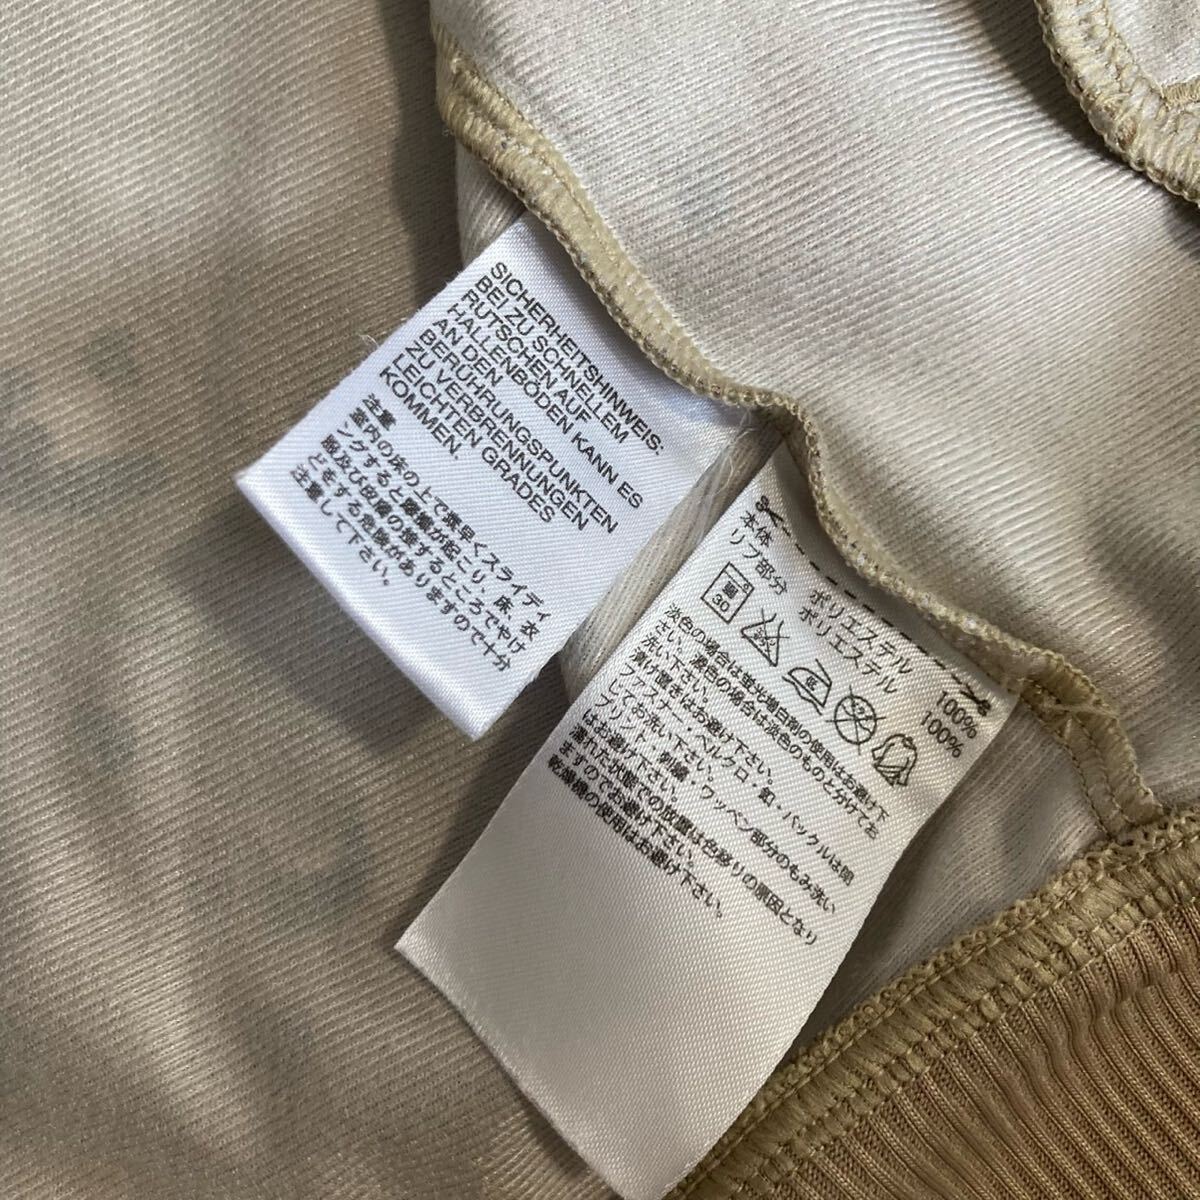 SICHERHEITSHINWEIS:
BEI ZU SCHNELLEM
RUTSCHEN AUF
HALLENBÖDEN KANN ES
AN DEN
BERÜHRUNGSPUNKTEN
ZU VERBRENNUNGEN
LEICHTEN GRADES
KOMMEN.
注意
室内の床の上で素早くスライディ
ングすると摩擦が起こり、床、衣
服及び皮膚の接するところでやけ
どをする危険がありますので十分
注意して下さい。
本体 ポリエステル 100%
リブ部分 ポリエステル 100%
弱
30
淡色の場合は蛍光増白剤の使用はお避け下
さい。濃色の場合は淡色のものと分けてお
洗い下さい。
漬け置きはお避け下さい。
ファスナー・ベルクロ・釦・バックルは閉
してお洗い下さい。
プリント・刺繍・ワッペン部分のもみ洗い
はお避け下さい。
濡れた状態での放置は色移りの原因となり
ますのでお避け下さい。
乾燥機の使用はお避け下さい。